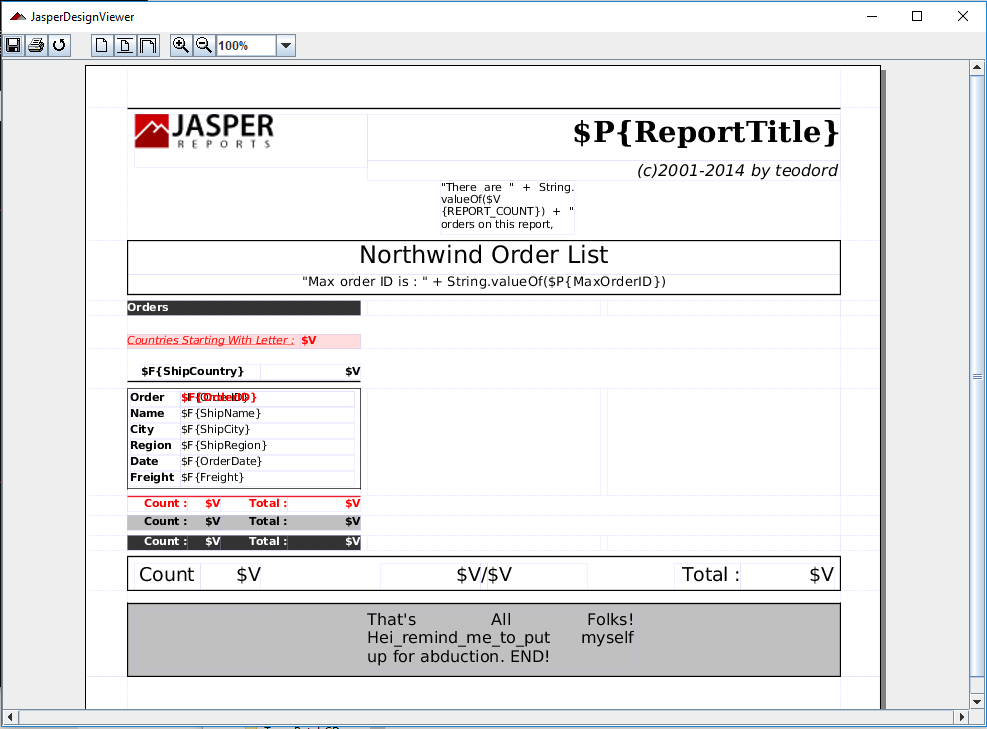 JasperDesignViewer
100%
JASPER
REPORTS
$P{ReportTitle}
(c)2001-2014 by teodord
"There are " + String.
valueOf($V
{REPORT_COUNT}) + "
orders on this report,
Northwind Order List
"Max order ID is : " + String.valueOf($P{MaxOrderID})
Orders
Countries Starting With Letter : $V
$F{ShipCountry} $V
Order
Name $F{ShipName}
City $F{ShipCity}
Region $F{ShipRegion}
Date $F{OrderDate}
Freight $F{Freight}
Count : $V Total : $V
Count : $V Total : $V
Count : $V Total : $V
Count $V $V/$V Total : $V
That's All Folks!
Hei_remind_me_to_put myself
up for abduction. END!